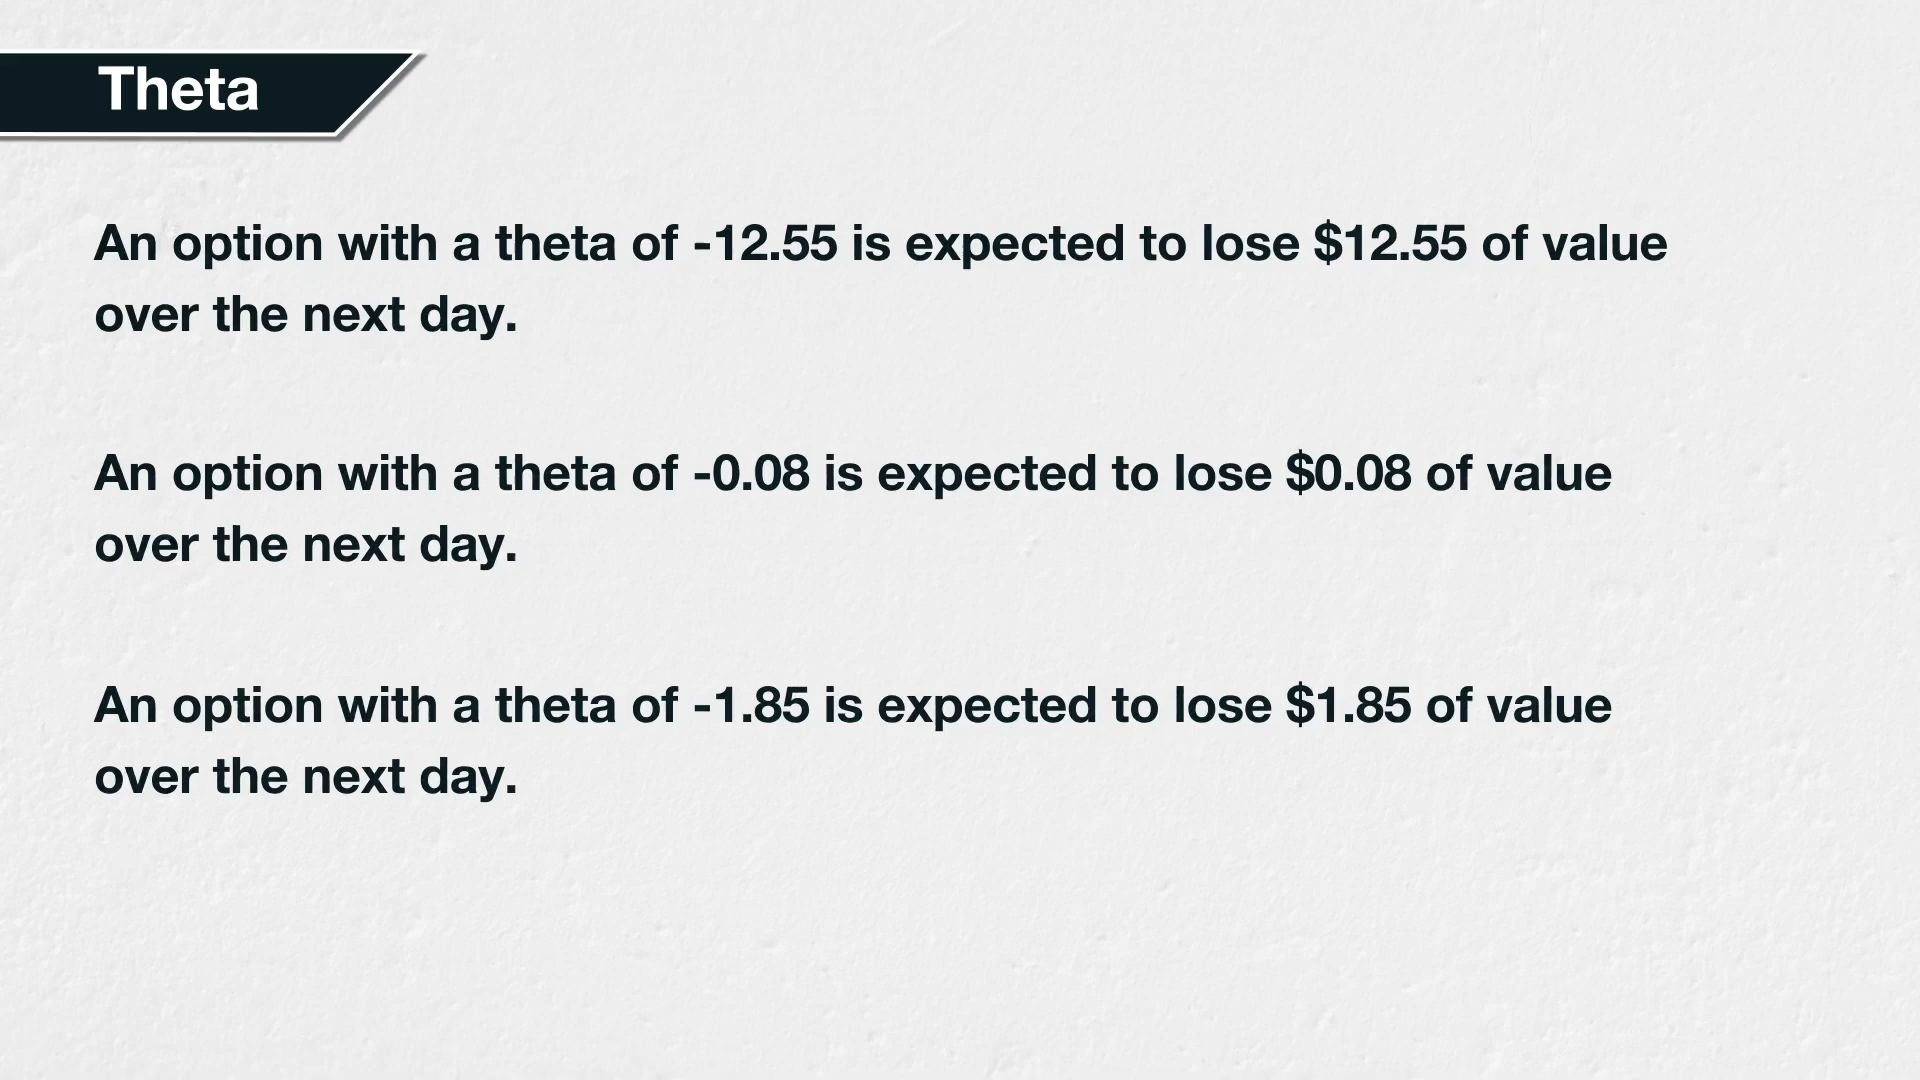 Theta
An option with a theta of -12.55 is expected to lose $12.55 of value
over the next day.
An option with a theta of -0.08 is expected to lose $0.08 of value
over the next day.
An option with a theta of -1.85 is expected to lose $1.85 of value
over the next day.